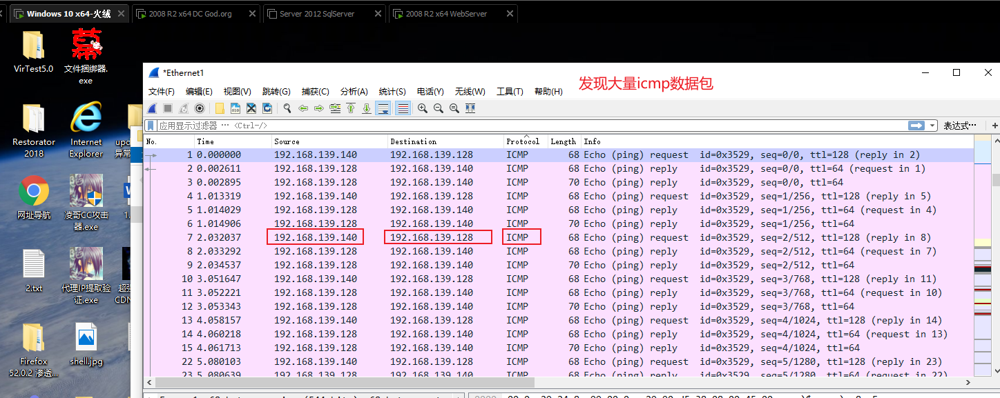 Windows 10 x64-火绒
2008 R2 x64 DC God.org
Server 2012 SqlServer
2008 R2 x64 WebServer
VirTest5.0
文件捆绑器.
exe
Restorator
2018
Internet
Explorer
网址导航
凌哥CC攻击
器.exe
2.txt
代理IP提取验
证.exe
Firefox
52.0.2 渗透...
shell.jpg
upd
异常
1.
超强
CDN
*Ethernet1
发现大量icmp数据包
文件(F) 编辑(E) 视图(V) 跳转(G) 捕获(C) 分析(A) 统计(S) 电话(Y) 无线(W) 工具(T) 帮助(H)
应用显示过滤器 … <Ctrl-/>
表达式…
+
No. Time Source Destination Protocol Length Info
1 0.000000 192.168.139.140 192.168.139.128 ICMP 68 Echo (ping) request id=0x3529, seq=0/0, ttl=128 (reply in 2)
2 0.002611 192.168.139.128 192.168.139.140 ICMP 68 Echo (ping) reply id=0x3529, seq=0/0, ttl=64 (request in 1)
3 0.002895 192.168.139.128 192.168.139.140 ICMP 70 Echo (ping) reply id=0x3529, seq=0/0, ttl=64
4 1.013319 192.168.139.140 192.168.139.128 ICMP 68 Echo (ping) request id=0x3529, seq=1/256, ttl=128 (reply in 5)
5 1.014029 192.168.139.128 192.168.139.140 ICMP 68 Echo (ping) reply id=0x3529, seq=1/256, ttl=64 (request in 4)
6 1.014906 192.168.139.128 192.168.139.140 ICMP 70 Echo (ping) reply id=0x3529, seq=1/256, ttl=64
7 2.032037 192.168.139.140 192.168.139.128 ICMP 68 Echo (ping) request id=0x3529, seq=2/512, ttl=128 (reply in 8)
8 2.033292 192.168.139.128 192.168.139.140 ICMP 68 Echo (ping) reply id=0x3529, seq=2/512, ttl=64 (request in 7)
9 2.034537 192.168.139.128 192.168.139.140 ICMP 70 Echo (ping) reply id=0x3529, seq=2/512, ttl=64
10 3.051647 192.168.139.140 192.168.139.128 ICMP 68 Echo (ping) request id=0x3529, seq=3/768, ttl=128 (reply in 11)
11 3.052221 192.168.139.128 192.168.139.140 ICMP 68 Echo (ping) reply id=0x3529, seq=3/768, ttl=64 (request in 10)
12 3.053343 192.168.139.128 192.168.139.140 ICMP 70 Echo (ping) reply id=0x3529, seq=3/768, ttl=64
13 4.058157 192.168.139.140 192.168.139.128 ICMP 68 Echo (ping) request id=0x3529, seq=4/1024, ttl=128 (reply in 14)
14 4.060218 192.168.139.128 192.168.139.140 ICMP 68 Echo (ping) reply id=0x3529, seq=4/1024, ttl=64 (request in 13)
15 4.061713 192.168.139.128 192.168.139.140 ICMP 70 Echo (ping) reply id=0x3529, seq=4/1024, ttl=64
22 5.080103 192.168.139.140 192.168.139.128 ICMP 68 Echo (ping) request id=0x3529, seq=5/1280, ttl=128 (reply in 23)
23 5.080639 192.168.139.128 192.168.139.140 ICMP 68 Echo (ping) reply id=0x3529, seq=5/1280, ttl=64 (request in 22)